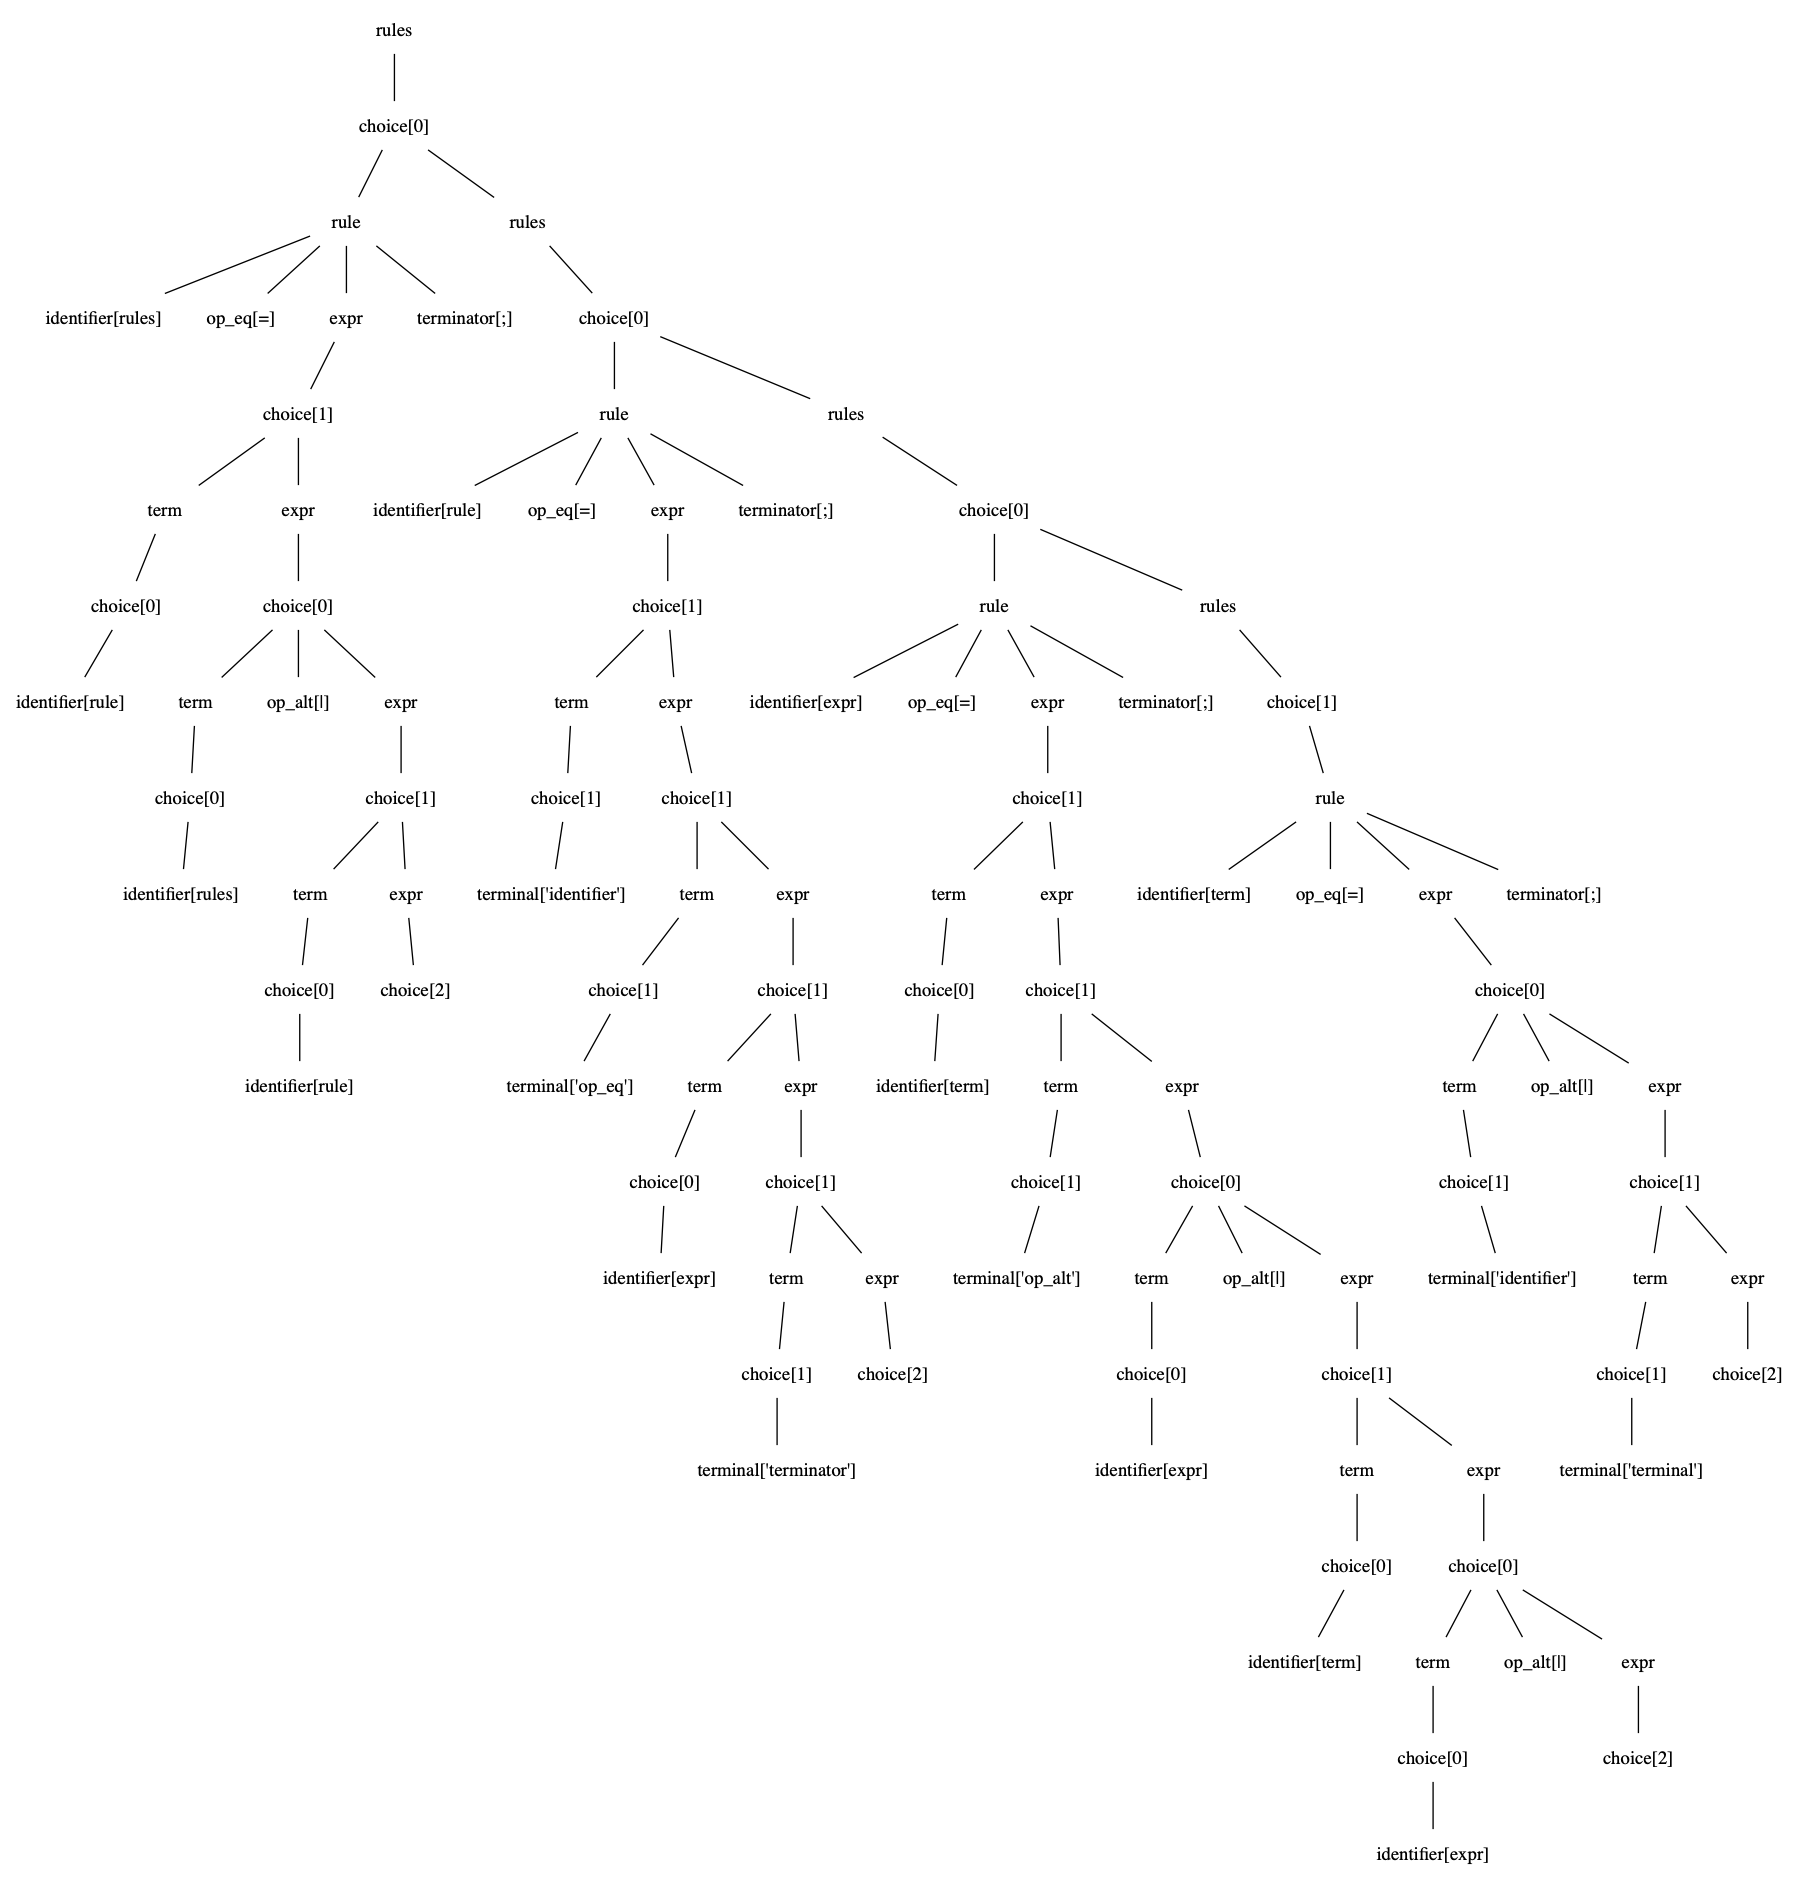 rules
choice[0]
rule rules
identifier[rules] op_eq[=] expr terminator[;] choice[0]
choice[1] rule rules
term expr identifier[rule] op_eq[=] expr terminator[;] choice[0]
choice[0] choice[0] choice[1] rule rules
identifier[rule] term op_alt[|] expr term expr identifier[expr] op_eq[=] expr terminator[;] choice[1]
choice[0] choice[1] choice[1] choice[1] choice[1] rule
identifier[rules] term expr terminal['identifier'] term expr term expr identifier[term] op_eq[=] expr terminator[;]
choice[0] choice[2] choice[1] choice[1] choice[0] choice[1] choice[0]
identifier[rule] terminal['op_eq'] term expr identifier[term] term expr term op_alt[|] expr
choice[0] choice[1] choice[1] choice[0] choice[1] choice[1]
identifier[expr] term expr terminal['op_alt'] term op_alt[|] expr terminal['identifier'] term expr
choice[1] choice[2] choice[0] choice[1] choice[1] choice[2]
terminal['terminator'] identifier[expr] term expr terminal['terminal']
choice[0] choice[0]
identifier[term] term op_alt[|] expr
choice[0] choice[2]
identifier[expr]